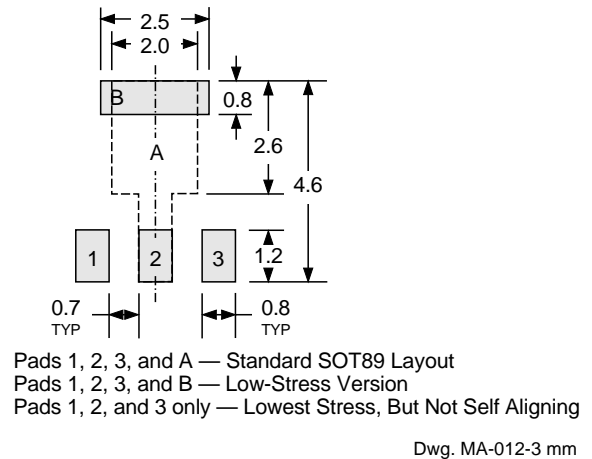 2.5
2.0
B
0.8
A
2.6
4.6
1 2 3
1.2
0.7 0.8
TYP TYP
Pads 1, 2, 3, and A — Standard SOT89 Layout
Pads 1, 2, 3, and B — Low-Stress Version
Pads 1, 2, and 3 only — Lowest Stress, But Not Self Aligning
Dwg. MA-012-3 mm